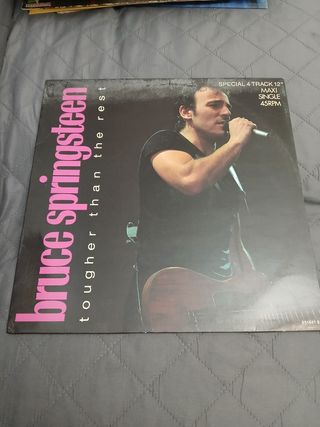 SPECIAL 4 TRACK 12"
MAXI
SINGLE
45RPM
bruce springsteen
tougher than the rest